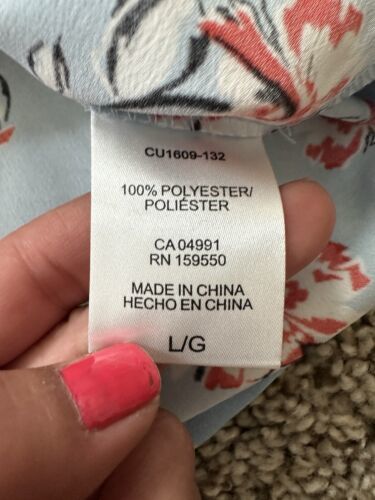 CU1609-132
100% POLYESTER/
POLIÉSTER
CA 04991
RN 159550
MADE IN CHINA
HECHO EN CHINA
L/G